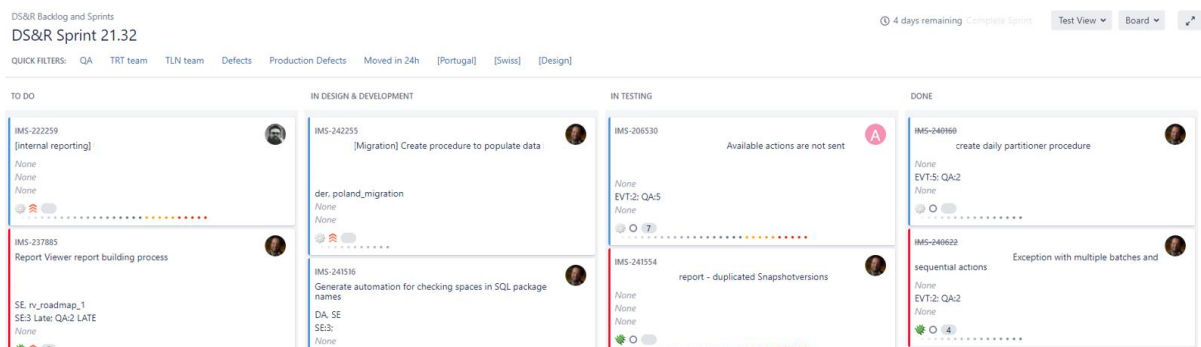 DS&R Backlog and Sprints
DS&R Sprint 21.32
4 days remaining Complete Sprint
Test View
Board
QUICK FILTERS: QA TRT team TLN team Defects Production Defects Moved in 24h [Portugal] [Swiss] [Design]
TO DO
IMS-222259
[internal reporting]
None
None
None
IMS-237885
Report Viewer report building process
SE, rv_roadmap_1
SE:3 Late; QA:2 LATE
None
IN DESIGN & DEVELOPMENT
IMS-242255
[Migration] Create procedure to populate data
der, poland_migration
None
None
IMS-241516
Generate automation for checking spaces in SQL package
names
DA, SE
SE:3;
None
IN TESTING
IMS-206530
A
Available actions are not sent
None
EVT:2; QA:5
None
7
IMS-241554
report - duplicated Snapshotversions
None
None
None
DONE
IMS-240160
create daily partitioner procedure
None
EVT:5; QA:2
None
IMS-240622
Exception with multiple batches and
sequential actions
None
EVT:2; QA:2
None
4